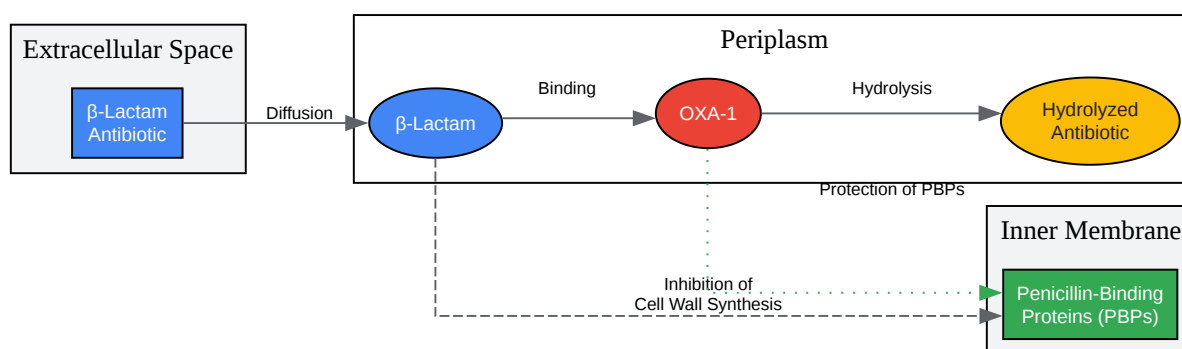 Extracellular Space
β-Lactam
Antibiotic
Diffusion
Periplasm
β-Lactam
Binding
OXA-1
Hydrolysis
Hydrolyzed
Antibiotic
Protection of PBPs
Inhibition of
Cell Wall Synthesis
Inner Membrane
Penicillin-Binding
Proteins (PBPs)